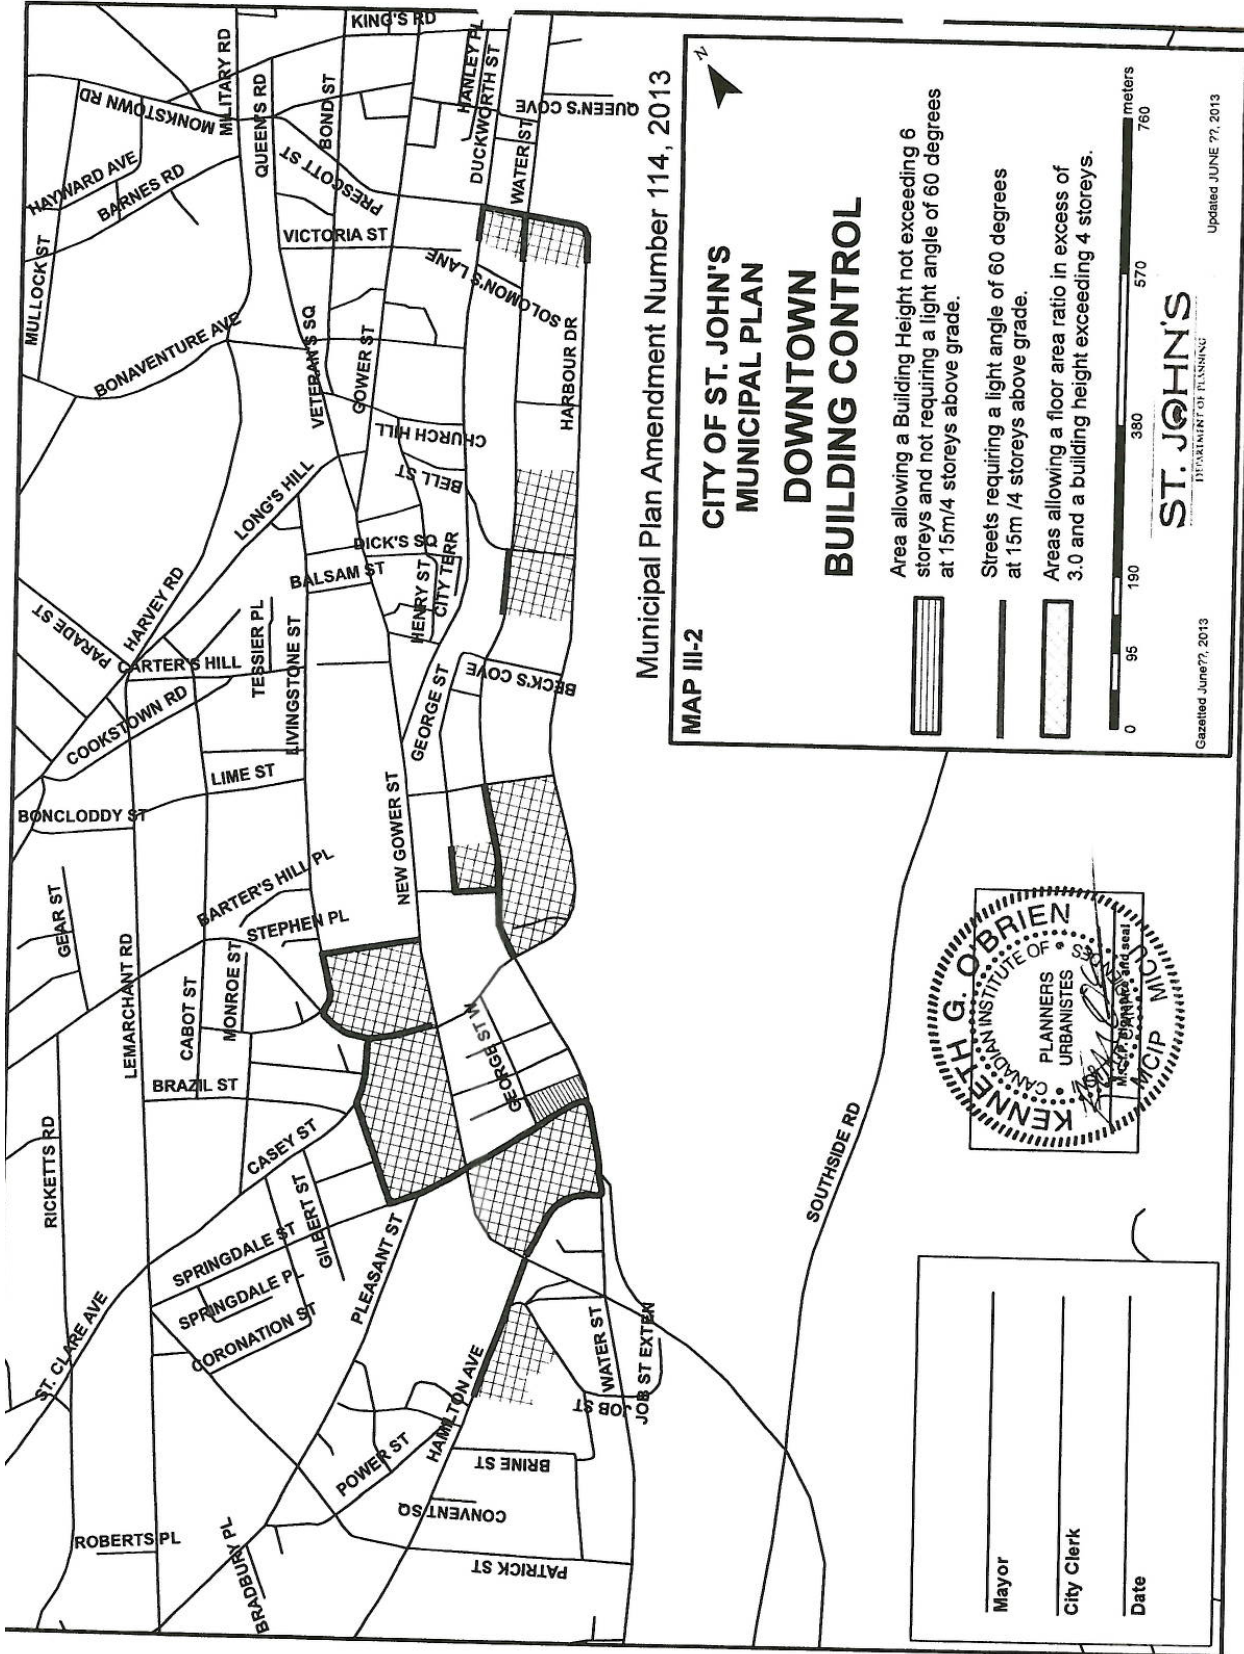 KING'S RD
MILITARY RD
MONKSTOWN RD
QUEEN'S RD
BOND ST
HANLEY PL
DUCKWORTH ST
WATER ST
QUEEN'S COVE
HAYWARD AVE
BARNES RD
PRESCOTT ST
MULLOCK ST
VICTORIA ST
SOLOMON'S LANE
BONAVENTURE AVE
VETERAN'S SQ
GOWER ST
HARBOUR DR
CHURCH HILL
BELL ST
LONG'S HILL
DICK'S SQ
BALSAM ST
HENRY ST
CITY TERR
PARADE ST
HARVEY RD
CARTER'S HILL
TESSIER PL
LIVINGSTONE ST
COOKSTOWN RD
GEORGE ST
BECK'S COVE
LIME ST
BONCLODDY ST
NEW GOWER ST
BARTER'S HILL PL
STEPHEN PL
GEAR ST
LEMARCHANT RD
CABOT ST
MONROE ST
BRAZIL ST
GEORGE ST W
CASEY ST
RICKETTS RD
SPRINGDALE ST
GILBERT ST
SPRINGDALE PL
CORONATION ST
PLEASANT ST
ST. CLARE AVE
HAMILTON AVE
WATER ST
JOB ST EXTEN
JOB ST
POWER ST
BRINE ST
CONVENT SQ
PATRICK ST
ROBERTS PL
BRADBURY PL
SOUTHSIDE RD
Municipal Plan Amendment Number 114, 2013
MAP III-2
N
CITY OF ST. JOHN'S
MUNICIPAL PLAN
DOWNTOWN
BUILDING CONTROL
Area allowing a Building Height not exceeding 6
storeys and not requiring a light angle of 60 degrees
at 15m/4 storeys above grade.
Streets requiring a light angle of 60 degrees
at 15m /4 storeys above grade.
Areas allowing a floor area ratio in excess of
3.0 and a building height exceeding 4 storeys.
0 95 190 380 570 760
meters
ST. JOHN'S
DEPARTMENT OF PLANNING
Gazetted June??, 2013
Updated JUNE ??, 2013
KENNETH G. O'BRIEN
CANADIAN INSTITUTE OF
PLANNERS
URBANISTES
MCIP MICU
M.C.I.P. signature and seal
Mayor
City Clerk
Date